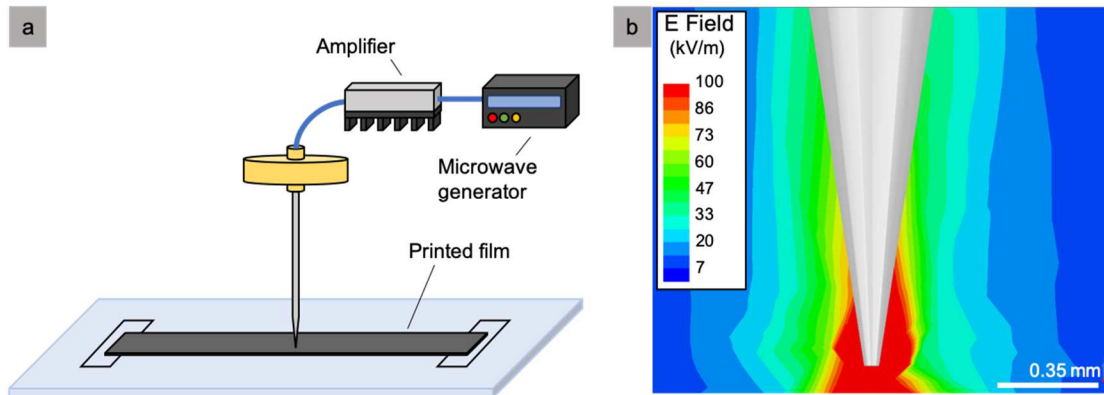 a
Amplifier
Microwave
generator
Printed film
b
E Field
(kV/m)
100
86
73
60
47
33
20
7
0.35 mm